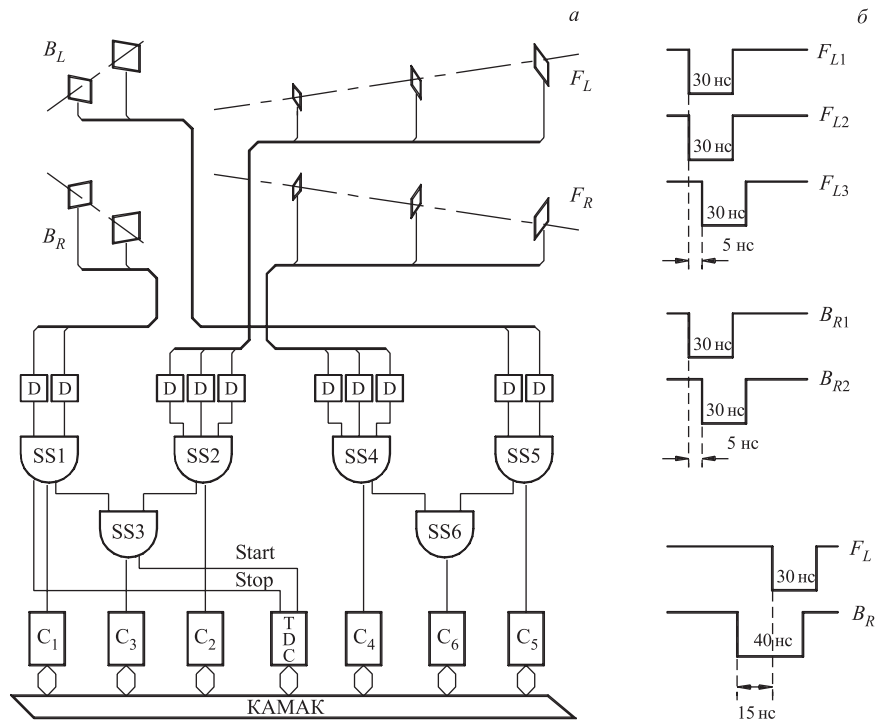 а
B_L
F_L
B_R
F_R
D D
D D D
D D D
D D
SS1
SS2
SS4
SS5
SS3
SS6
Start
Stop
C_1
C_3
C_2
TDC
C_4
C_6
C_5
КАМАК
б
F_L1
30 нс
F_L2
30 нс
F_L3
30 нс
5 нс
B_R1
30 нс
B_R2
30 нс
5 нс
F_L
30 нс
B_R
40 нс
15 нс